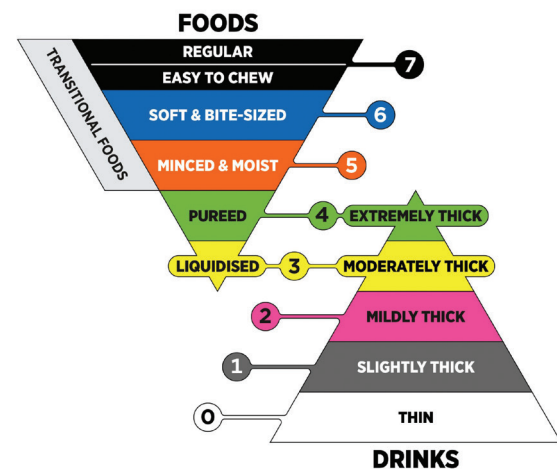 FOODS
TRANSITIONAL FOODS
REGULAR
7
EASY TO CHEW
SOFT & BITE-SIZED 6
MINCED & MOIST 5
PUREED 4 EXTREMELY THICK
LIQUIDISED 3 MODERATELY THICK
2 MILDLY THICK
1 SLIGHTLY THICK
0 THIN
DRINKS